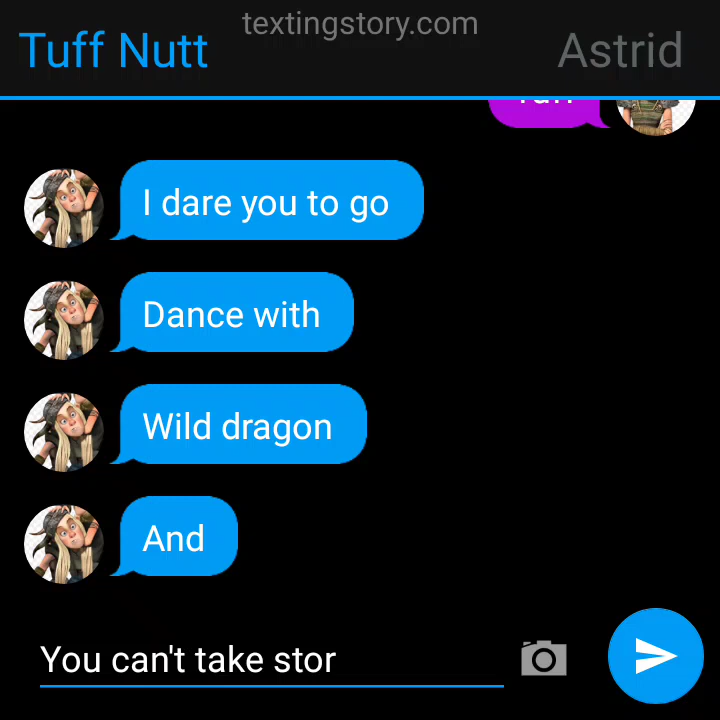 textingstory.com
Tuff Nutt
Astrid
I dare you to go
Dance with
Wild dragon
And
You can't take stor